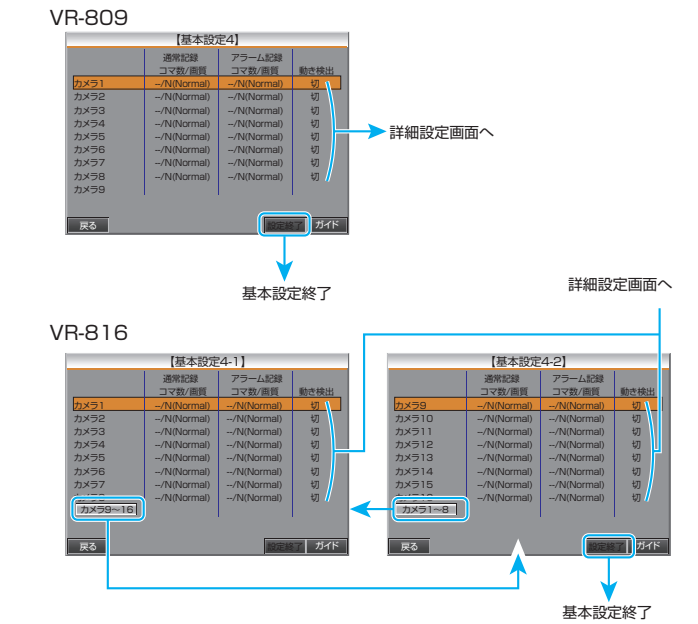 VR-809
【基本設定4】
通常記録 アラーム記録
コマ数/画質 コマ数/画質 動き検出
カメラ1 --/N(Normal) --/N(Normal) 切
カメラ2 --/N(Normal) --/N(Normal) 切
カメラ3 --/N(Normal) --/N(Normal) 切
カメラ4 --/N(Normal) --/N(Normal) 切
カメラ5 --/N(Normal) --/N(Normal) 切
カメラ6 --/N(Normal) --/N(Normal) 切
カメラ7 --/N(Normal) --/N(Normal) 切
カメラ8 --/N(Normal) --/N(Normal) 切
カメラ9
戻る 設定終了 ガイド
詳細設定画面へ
基本設定終了
詳細設定画面へ
VR-816
【基本設定4-1】
通常記録 アラーム記録
コマ数/画質 コマ数/画質 動き検出
カメラ1 --/N(Normal) --/N(Normal) 切
カメラ2 --/N(Normal) --/N(Normal) 切
カメラ3 --/N(Normal) --/N(Normal) 切
カメラ4 --/N(Normal) --/N(Normal) 切
カメラ5 --/N(Normal) --/N(Normal) 切
カメラ6 --/N(Normal) --/N(Normal) 切
カメラ7 --/N(Normal) --/N(Normal) 切
--/N(Normal) --/N(Normal) 切
カメラ9～16
戻る 設定終了 ガイド
【基本設定4-2】
通常記録 アラーム記録
コマ数/画質 コマ数/画質 動き検出
カメラ9 --/N(Normal) --/N(Normal) 切
カメラ10 --/N(Normal) --/N(Normal) 切
カメラ11 --/N(Normal) --/N(Normal) 切
カメラ12 --/N(Normal) --/N(Normal) 切
カメラ13 --/N(Normal) --/N(Normal) 切
カメラ14 --/N(Normal) --/N(Normal) 切
カメラ15 --/N(Normal) --/N(Normal) 切
--/N(Normal) --/N(Normal) 切
カメラ1～8
戻る 設定終了 ガイド
基本設定終了